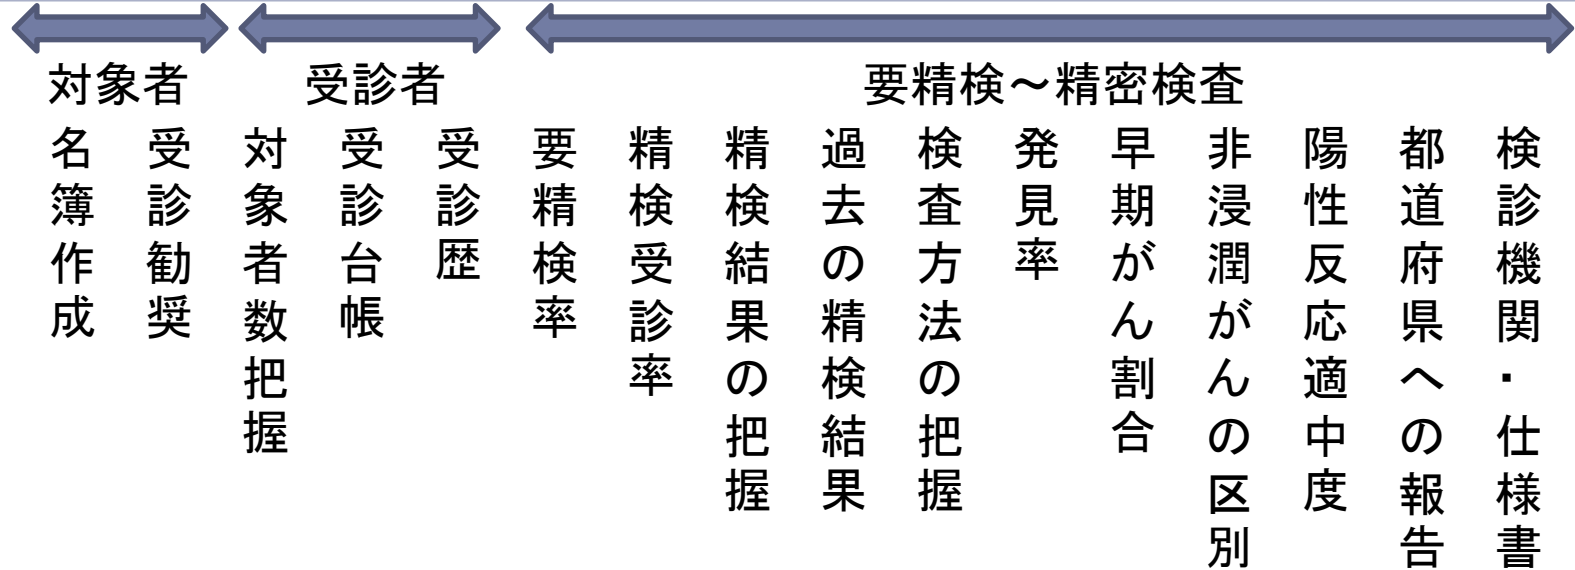 対象者
受診者
要精検～精密検査
名簿作成
受診勧奨
対象者数把握
受診台帳
受診歴
要精検率
精検受診率
精検結果の把握
過去の精検結果
検査方法の把握
発見率
早期がん割合
非浸潤がんの区別
陽性反応適中度
都道府県への報告
検診機関・仕様書